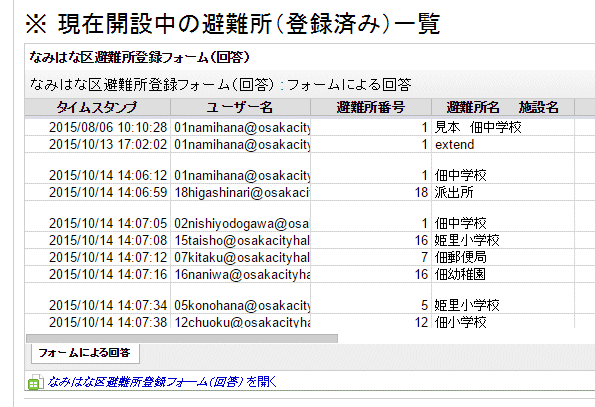 ※ 現在開設中の避難所（登録済み）一覧
なみはな区避難所登録フォーム（回答）
なみはな区避難所登録フォーム（回答）：フォームによる回答
タイムスタンプ ユーザー名 避難所番号 避難所名 施設名
2015/08/06 10:10:28 01namihana@osakacity 1 見本 佃中学校
2015/10/13 17:02:02 01namihana@osakacity 1 extend
2015/10/14 14:06:12 01namihana@osakacity 1 佃中学校
2015/10/14 14:06:59 18higashinari@osakac 18 派出所
2015/10/14 14:07:05 02nishiyodogawa@osa 1 佃中学校
2015/10/14 14:07:08 15taisho@osakacityhal 16 姫里小学校
2015/10/14 14:07:12 07kitaku@osakacityhal 7 佃郵便局
2015/10/14 14:07:16 16naniwa@osakacityha 16 佃幼稚園
2015/10/14 14:07:34 05konohana@osakacity 5 姫里小学校
2015/10/14 14:07:38 12chuoku@osakacityha 12 佃小学校
フォームによる回答
なみはな区避難所登録フォーム（回答）を開く